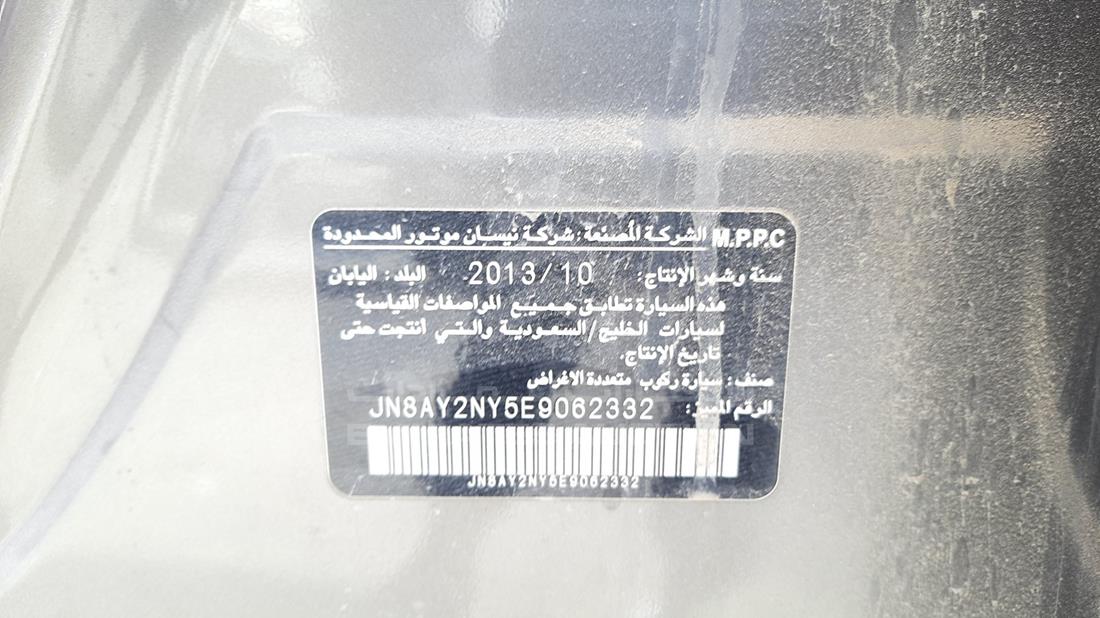 M.P.P.C الشركة المصنعة: شركة نيسان موتور المحدودة
سنة وشهر الإنتاج: 2013/10 البلد: اليابان
هذه السيارة تطابق جميع المواصفات القياسية
لسيارات الخليج/السعودية والتي أنتجت حتى
تاريخ الإنتاج.
صنف: سيارة ركوب متعددة الاغراض
الرقم المميز: JN8AY2NY5E9062332
JN8AY2NY5E9062332